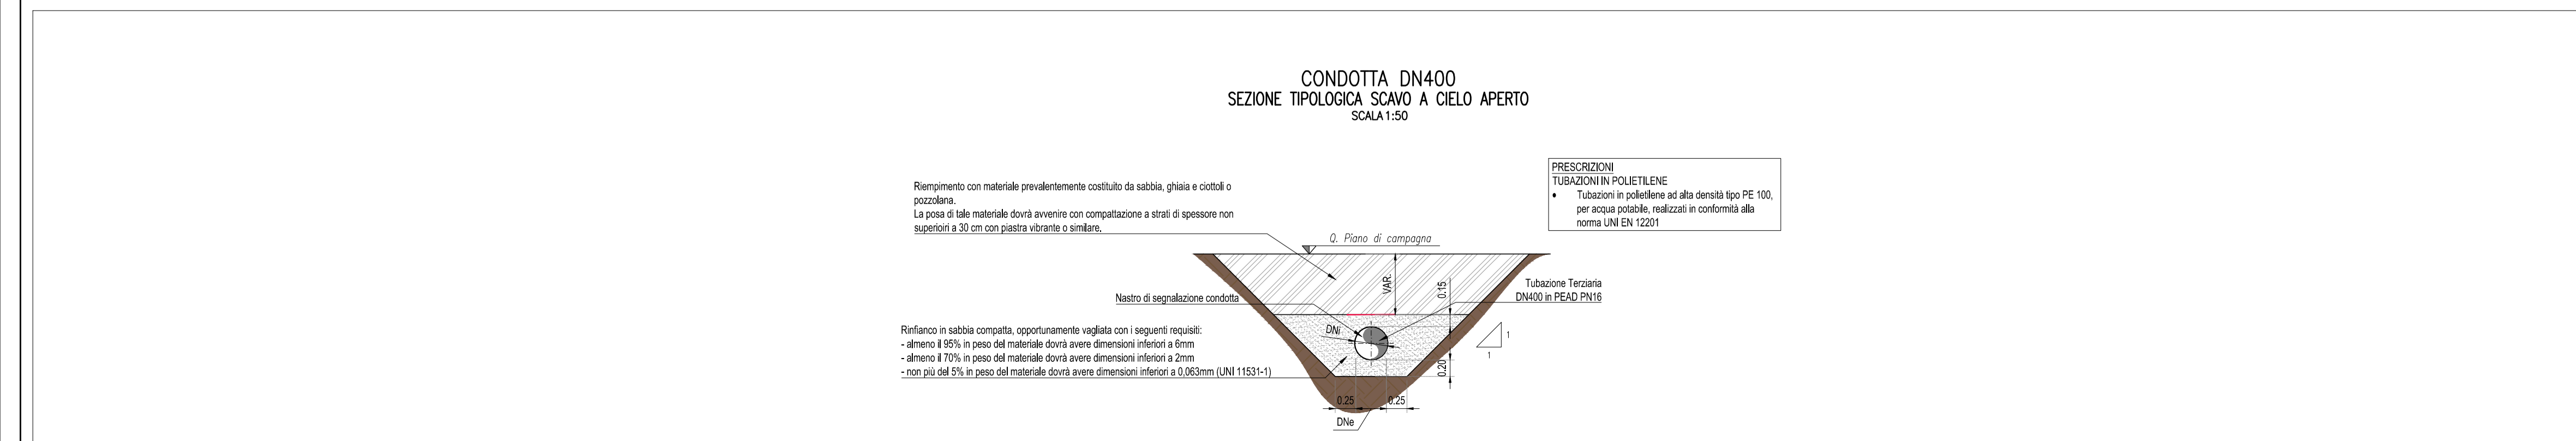 CONDOTTA DN400
SEZIONE TIPOLOGICA SCAVO A CIELO APERTO
SCALA 1:50
PRESCRIZIONI
TUBAZIONI IN POLIETILENE
• Tubazioni in polietilene ad alta densità tipo PE 100,
per acqua potabile, realizzati in conformità alla
norma UNI EN 12201
Riempimento con materiale prevalentemente costituito da sabbia, ghiaia e ciottoli o
pozzolana.
La posa di tale materiale dovrà avvenire con compattazione a strati di spessore non
superioiri a 30 cm con piastra vibrante o similare.
Q. Piano di campagna
VAR.
0.15
Tubazione Terziaria
DN400 in PEAD PN16
Nastro di segnalazione condotta
DNi
Rinfianco in sabbia compatta, opportunamente vagliata con i seguenti requisiti:
- almeno il 95% in peso del materiale dovrà avere dimensioni inferiori a 6mm
- almeno il 70% in peso del materiale dovrà avere dimensioni inferiori a 2mm
- non più del 5% in peso del materiale dovrà avere dimensioni inferiori a 0,063mm (UNI 11531-1)
1
1
0.20
0.25
0.25
DNe